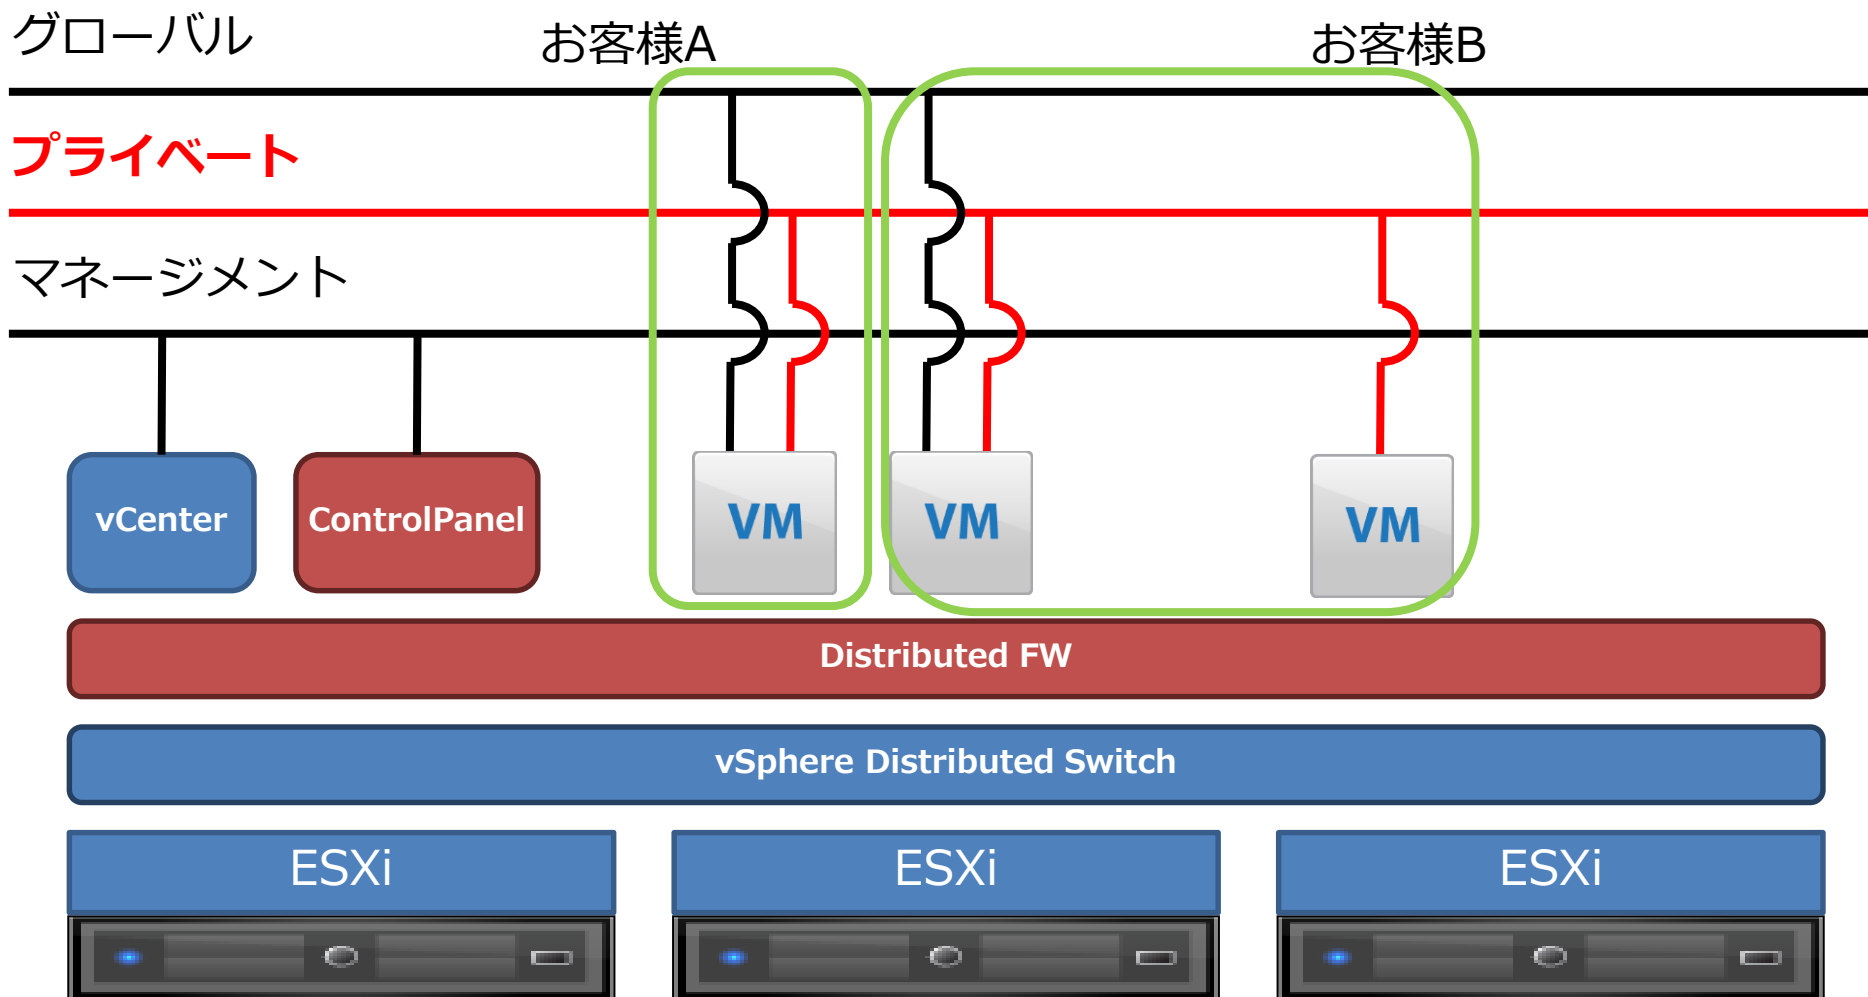 グローバル
お客様A
お客様B
プライベート
マネージメント
vCenter
ControlPanel
VM
VM
VM
Distributed FW
vSphere Distributed Switch
ESXi
ESXi
ESXi